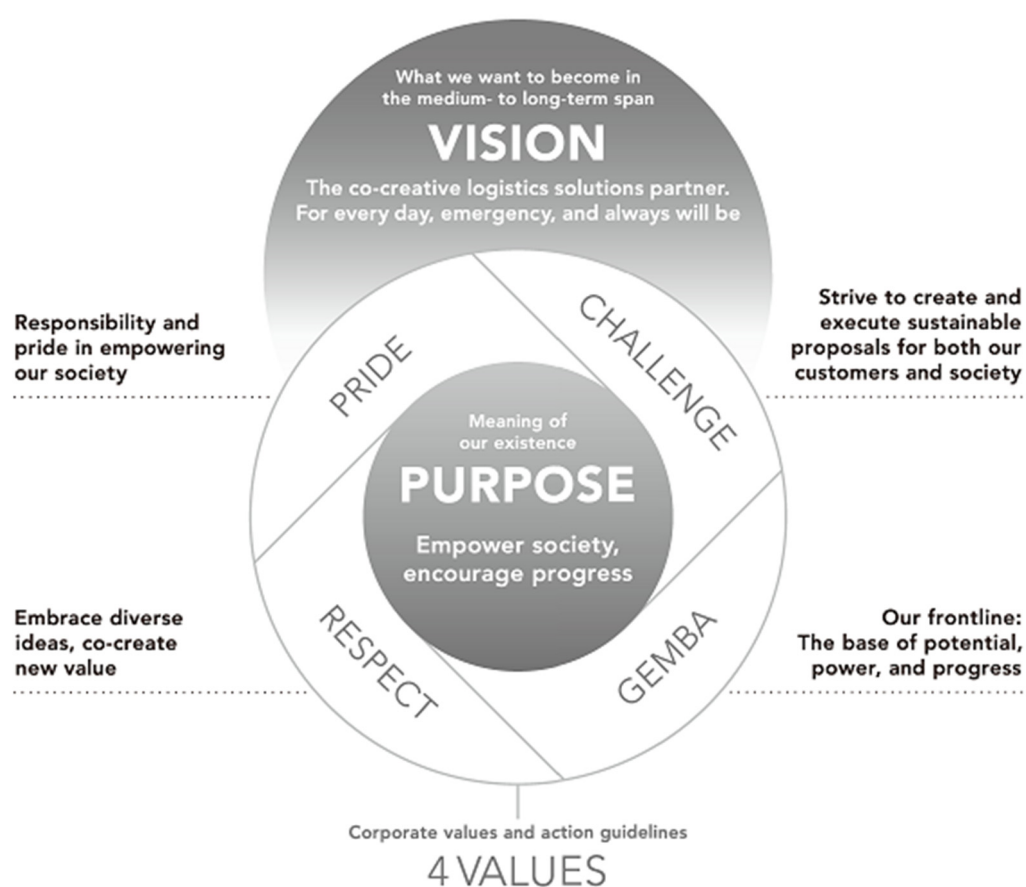 What we want to become in
the medium- to long-term span
VISION
The co-creative logistics solutions partner.
For every day, emergency, and always will be
Responsibility and
pride in empowering
our society
PRIDE
CHALLENGE
Strive to create and
execute sustainable
proposals for both our
customers and society
Meaning of
our existence
PURPOSE
Empower society,
encourage progress
Embrace diverse
ideas, co-create
new value
RESPECT
GEMBA
Our frontline:
The base of potential,
power, and progress
Corporate values and action guidelines
4 VALUES